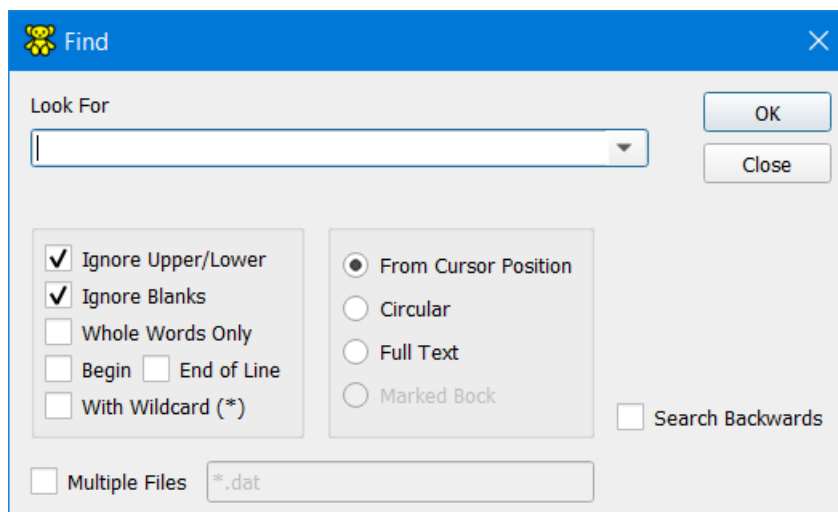 Find
Look For
OK
Close
Ignore Upper/Lower
Ignore Blanks
Whole Words Only
Begin End of Line
With Wildcard (*)
From Cursor Position
Circular
Full Text
Marked Bock
Search Backwards
Multiple Files *.dat